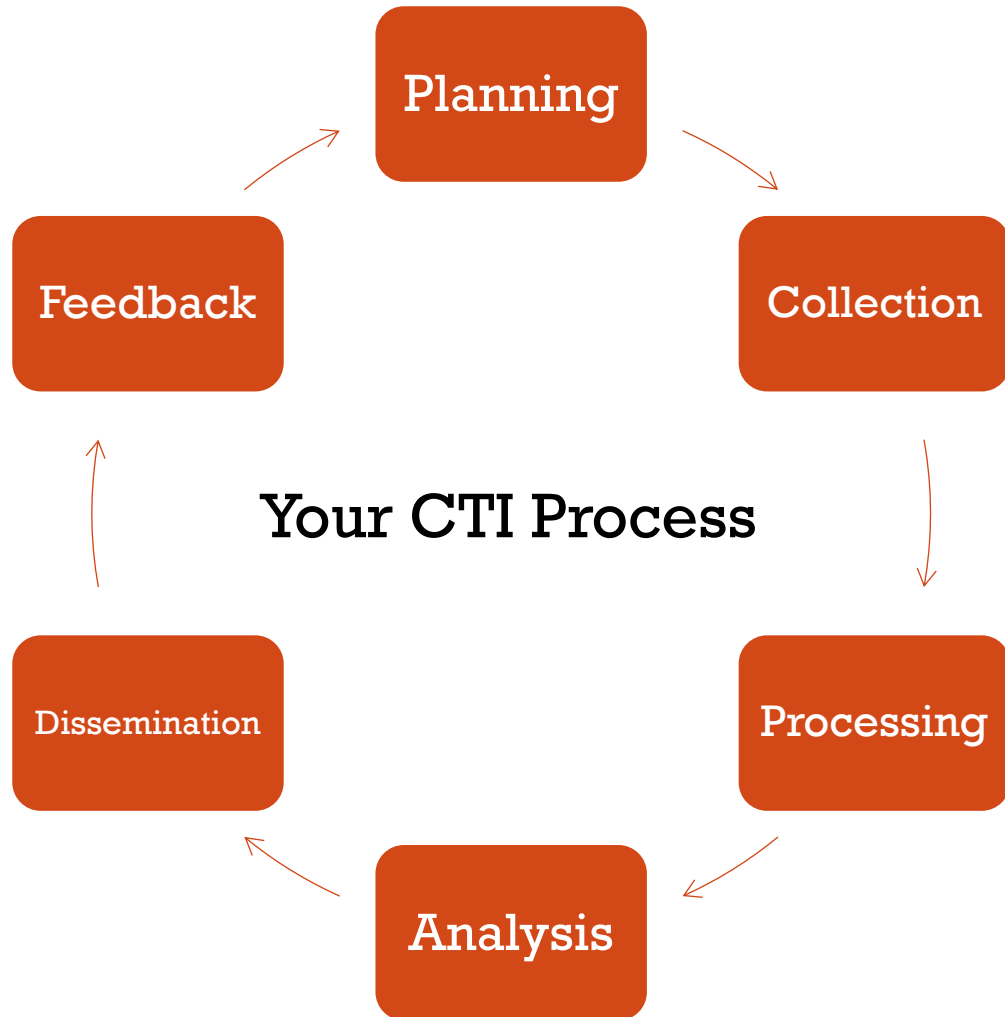 Planning
Collection
Processing
Analysis
Dissemination
Feedback
Your CTI Process